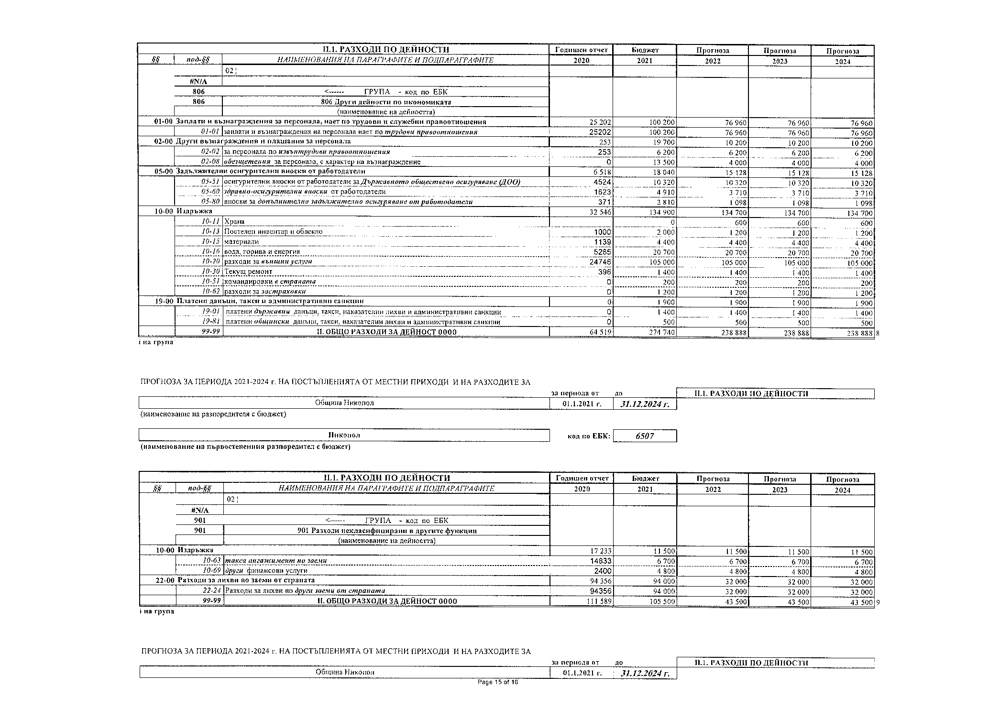 II.1. РАЗХОДИ ПО ДЕЙНОСТИ Годишен отчет Бюджет Прогноза Прогноза Прогноза
§§ под-§§ НАИМЕНОВАНИЯ НА ПАРАГРАФИТЕ И ПОДПАРАГРАФИТЕ 2020 2021 2022 2023 2024
02
#N/A
806 <------ ГРУПА - код по ЕБК
806 806 Други дейности по икономиката
(наименование на дейността)
01-00 Заплати и възнаграждения за персонала, нает по трудови и служебни правоотношения 25 202 100 200 76 960 76 960 76 960
01-01 заплати и възнаграждения на персонала нает по трудови правоотношения 25202 100 200 76 960 76 960 76 960
02-00 Други възнаграждения и плащания за персонала 253 19 700 10 200 10 200 10 200
02-02 за персонала по извънтрудови правоотношения 253 6 200 6 200 6 200 6 200
02-08 обезщетения за персонала, с характер на възнаграждение 0 13 500 4 000 4 000 4 000
05-00 Задължителни осигурителни вноски от работодатели 6 518 18 040 15 128 15 128 15 128
05-51 осигурителни вноски от работодатели за Държавното обществено осигуряване (ДОО) 4524 10 320 10 320 10 320 10 320
05-60 здравно-осигурителни вноски от работодатели 1623 4 910 3 710 3 710 3 710
05-80 вноски за допълнително задължително осигуряване от работодатели 371 2 810 1 098 1 098 1 098
10-00 Издръжка 32 546 134 900 134 700 134 700 134 700
10-11 Храна 0 600 600 600
10-13 Постелен инвентар и облекло 1000 2 000 1 200 1 200 1 200
10-15 материали 1139 4 400 4 400 4 400 4 400
10-16 вода, горива и енергия 5265 20 700 20 700 20 700 20 700
10-20 разходи за външни услуги 24746 105 000 105 000 105 000 105 000
10-30 Текущ ремонт 396 1 400 1 400 1 400 1 400
10-51 командировки в страната 0 200 200 200 200
10-62 разходи за застраховки 0 1 200 1 200 1 200 1 200
19-00 Платени данъци, такси и административни санкции 0 1 900 1 900 1 900 1 900
19-01 платени държавни данъци, такси, наказателни лихви и административни санкции 0 1 400 1 400 1 400 1 400
19-81 платени общински данъци, такси, наказателни лихви и административни санкции 0 500 500 500 500
99-99 II. ОБЩО РАЗХОДИ ЗА ДЕЙНОСТ 0000 64 519 274 740 238 888 238 888 238 888 8
і на група
ПРОГНОЗА ЗА ПЕРИОДА 2021-2024 г. НА ПОСТЪПЛЕНИЯТА ОТ МЕСТНИ ПРИХОДИ И НА РАЗХОДИТЕ ЗА
за периода от до II.1. РАЗХОДИ ПО ДЕЙНОСТИ
Община Никопол 01.1.2021 г. 31.12.2024 г.
(наименование на разпоредителя с бюджет)
Никопол код по ЕБК: 6507
(наименование на първостепенния разпоредител с бюджет)
II.1. РАЗХОДИ ПО ДЕЙНОСТИ Годишен отчет Бюджет Прогноза Прогноза Прогноза
§§ под-§§ НАИМЕНОВАНИЯ НА ПАРАГРАФИТЕ И ПОДПАРАГРАФИТЕ 2020 2021 2022 2023 2024
02
#N/A
901 <------ ГРУПА - код по ЕБК
901 901 Разходи некласифицирани в другите функции
(наименование на дейността)
10-00 Издръжка 17 233 11 500 11 500 11 500 11 500
10-63 такса ангажимент по заеми 14833 6 700 6 700 6 700 6 700
10-69 други финансови услуги 2400 4 800 4 800 4 800 4 800
22-00 Разходи за лихви по заеми от страната 94 356 94 000 32 000 32 000 32 000
22-24 Разходи за лихви по други заеми от страната 94356 94 000 32 000 32 000 32 000
99-99 II. ОБЩО РАЗХОДИ ЗА ДЕЙНОСТ 0000 111 589 105 500 43 500 43 500 43 500 9
і на група
ПРОГНОЗА ЗА ПЕРИОДА 2021-2024 г. НА ПОСТЪПЛЕНИЯТА ОТ МЕСТНИ ПРИХОДИ И НА РАЗХОДИТЕ ЗА
за периода от до II.1. РАЗХОДИ ПО ДЕЙНОСТИ
Община Никопол 01.1.2021 г. 31.12.2024 г.
Page 15 of 16